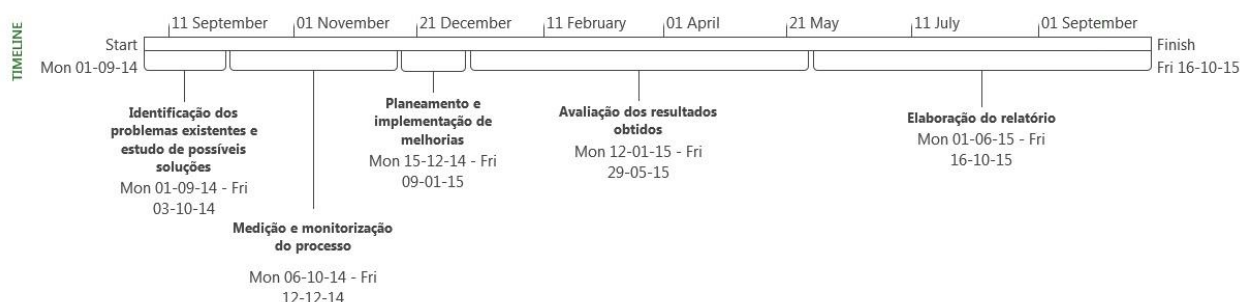 TIMELINE
11 September
01 November
21 December
11 February
01 April
21 May
11 July
01 September
Start
Mon 01-09-14
Finish
Fri 16-10-15
Identificação dos
problemas existentes e
estudo de possíveis
soluções
Mon 01-09-14 - Fri
03-10-14
Medição e monitorização
do processo
Mon 06-10-14 - Fri
12-12-14
Planeamento e
implementação de
melhorias
Mon 15-12-14 - Fri
09-01-15
Avaliação dos resultados
obtidos
Mon 12-01-15 - Fri
29-05-15
Elaboração do relatório
Mon 01-06-15 - Fri
16-10-15